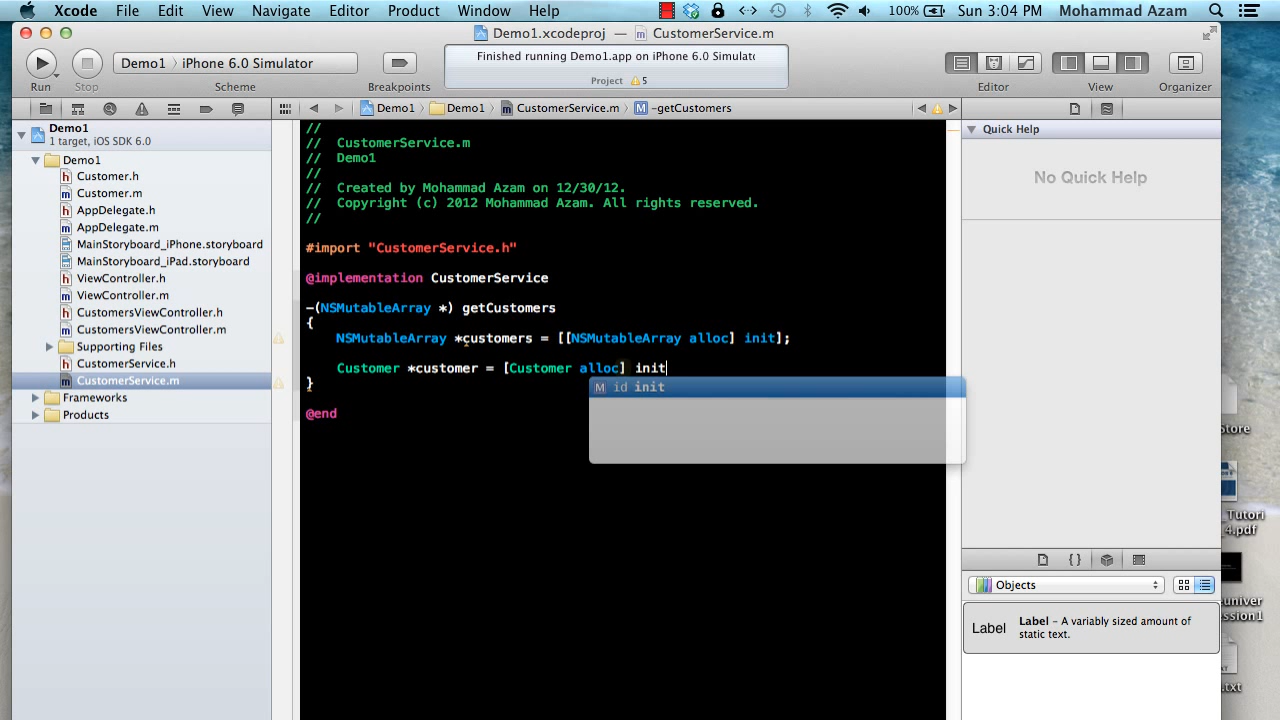 Xcode File Edit View Navigate Editor Product Window Help 100% Sun 3:04 PM Mohammad Azam
Demo1.xcodeproj — CustomerService.m
Demo1 iPhone 6.0 Simulator
Finished running Demo1.app on iPhone 6.0 Simulatc
Project 5
Run Stop Scheme Breakpoints Editor View Organizer
Demo1 Demo1 CustomerService.m -getCustomers
Demo1
1 target, iOS SDK 6.0
Demo1
Customer.h
Customer.m
AppDelegate.h
AppDelegate.m
MainStoryboard_iPhone.storyboard
MainStoryboard_iPad.storyboard
ViewController.h
ViewController.m
CustomersViewController.h
CustomersViewController.m
Supporting Files
CustomerService.h
CustomerService.m
Frameworks
Products
//
// CustomerService.m
// Demo1
//
// Created by Mohammad Azam on 12/30/12.
// Copyright (c) 2012 Mohammad Azam. All rights reserved.
//
#import "CustomerService.h"
@implementation CustomerService
-(NSMutableArray *) getCustomers
{
NSMutableArray *customers = [[NSMutableArray alloc] init];
Customer *customer = [Customer alloc] init
}
@end
M id init
Quick Help
No Quick Help
Objects
Label
Label - A variably sized amount of
static text.
Store
_Tutori
_4.pdf
ession1
.txt